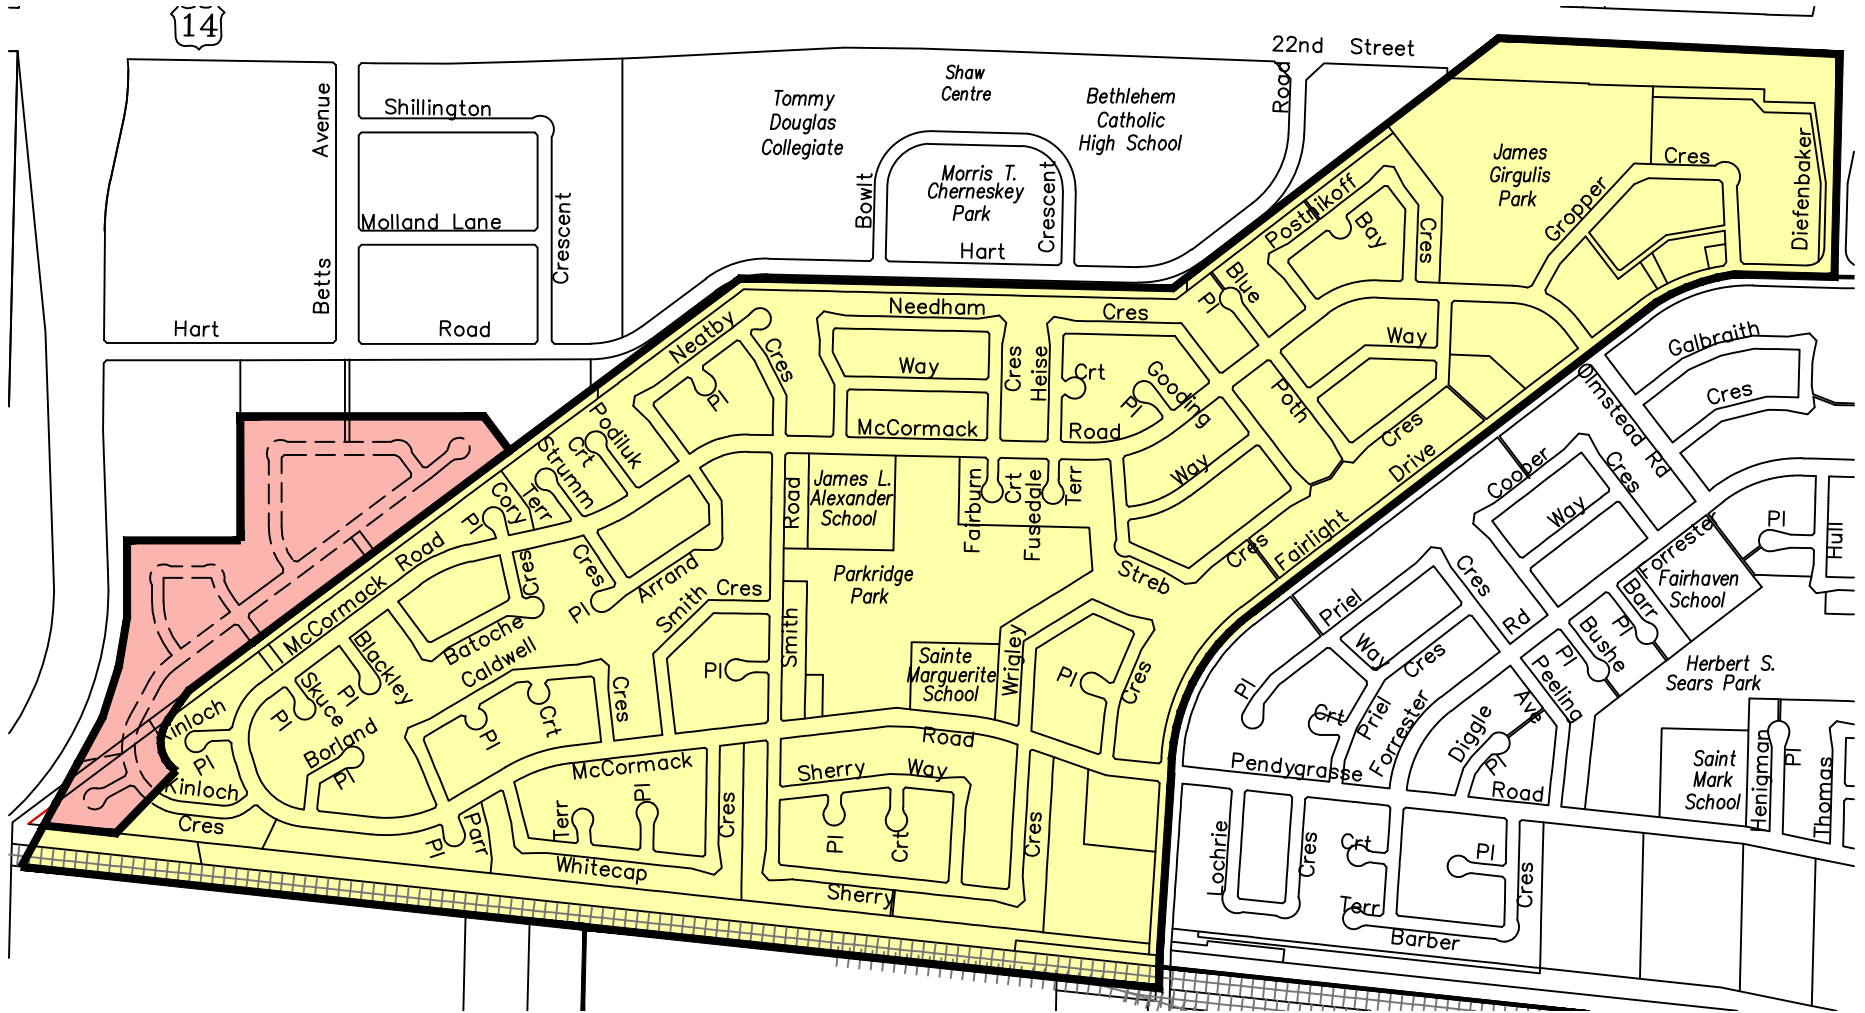 14
22nd Street
Road
Shaw
Centre
Tommy
Douglas
Collegiate
Bethlehem
Catholic
High School
Avenue
Shillington
Crescent
Molland Lane
Betts
Hart
Road
Bowlt
Morris T.
Cherneskey
Park
Crescent
Hart
James
Girgulis
Park
Cres
Gropper
Diefenbaker
Postnikoff
Bay
Cres
Blue
Pl
Needham
Cres
Neatby
Cres
Way
Cres
Heise
Crt
Gooding
Pl
Way
Poth
Cres
Drive
Pl
McCormack
Road
Way
Podiluk
Crt
Strumm
Terr
Cory
Pl
James L.
Alexander
School
Road
Fairburn
Crt
Fusedale
Terr
Cres
Fairlight
Streb
Galbraith
Cres
Olmstead Rd
Cooper
Cres
Way
Forrester
Pl
Hull
Fairhaven
School
McCormack Road
Cres
Cres
Pl
Arrand
Smith Cres
Parkridge
Park
Smith
Batoche
Caldwell
Blackley
Pl
Skuce
Pl
Borland
Pl
Kinloch
Pl
Kinloch
Cres
Cres
Crt
Pl
Pl
Sainte
Marguerite
School
Wrigley
Pl
Cres
Priel
Cres
Rd
Way
Cres
Pl
Crt
Priel
Forrester
Barr
Pl
Bushe
Pl
Peeling
Ave
Diggle
Pl
Herbert S.
Sears Park
Road
McCormack
Sherry Way
Pendygrasse
Road
Saint
Mark
School
Henigman
Pl
Thomas
Parr
Pl
Terr
Pl
Cres
Whitecap
Pl
Crt
Cres
Sherry
Lochrie
Cres
Crt
Pl
Cres
Terr
Barber